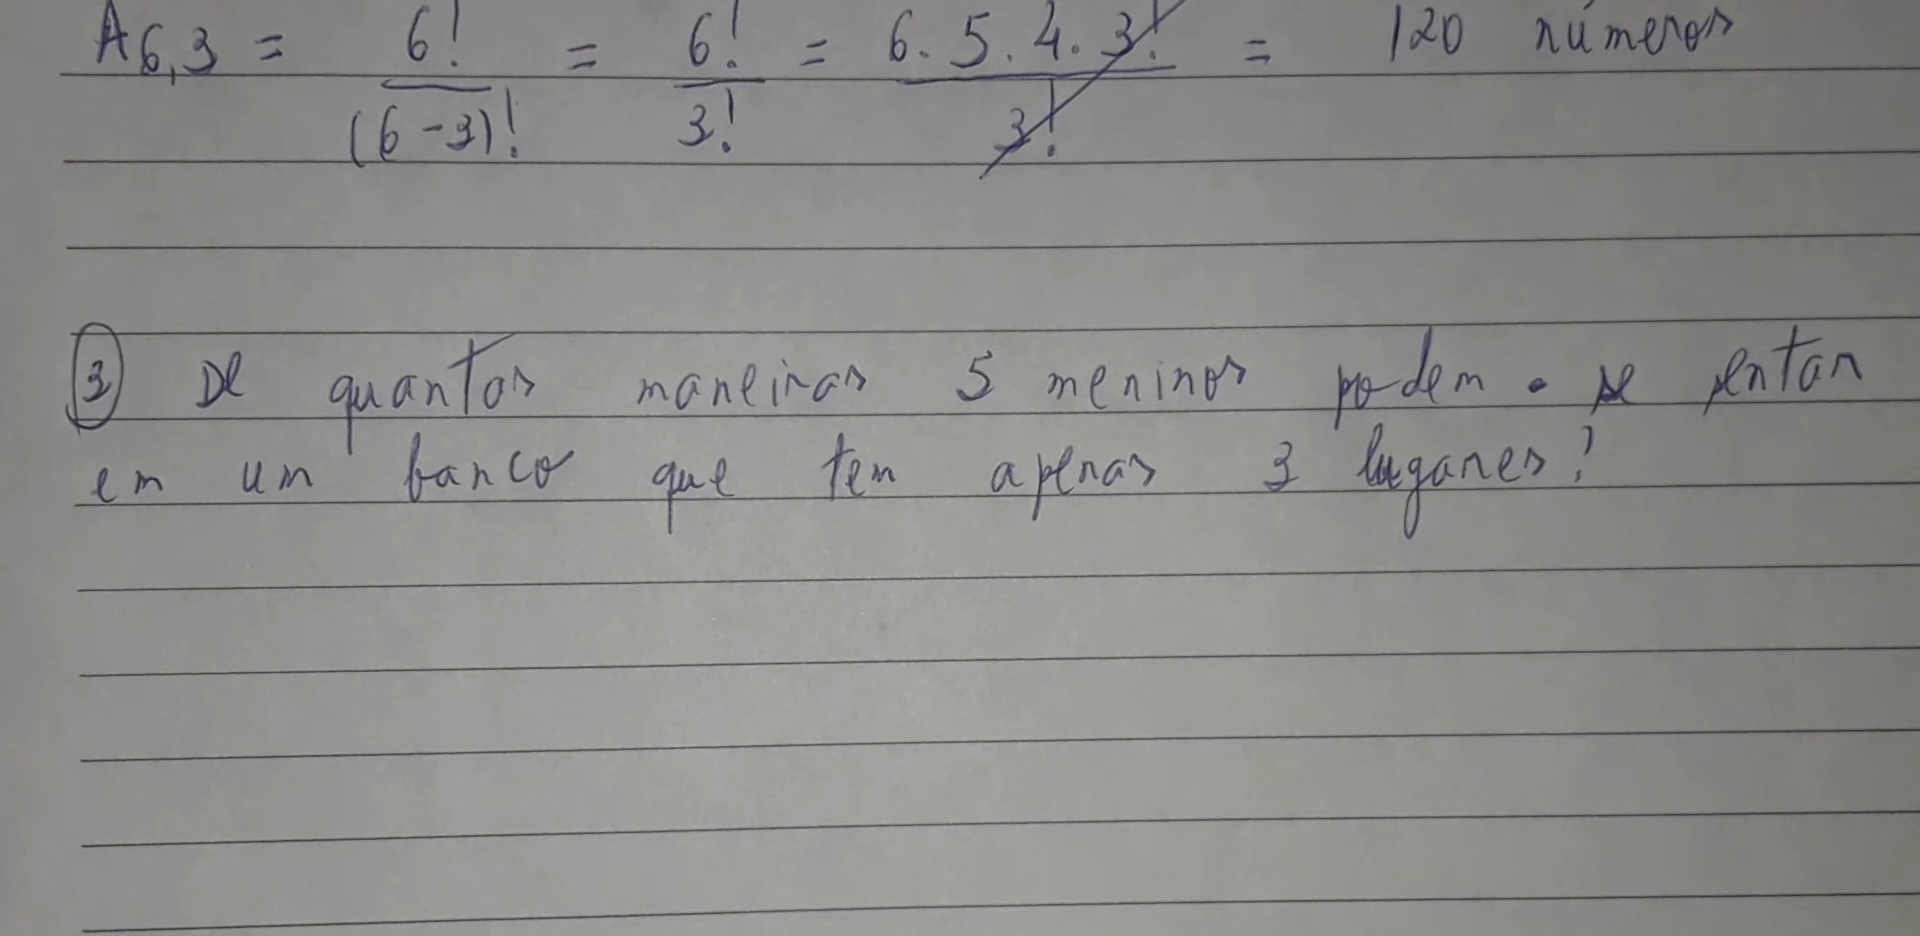 A6,3 = 6!/(6-3)! = 6!/3! = 6.5.4.3!/3! = 120 números
3 De quantas maneiras 5 meninos podem se sentar
em um banco que tem apenas 3 lugares?